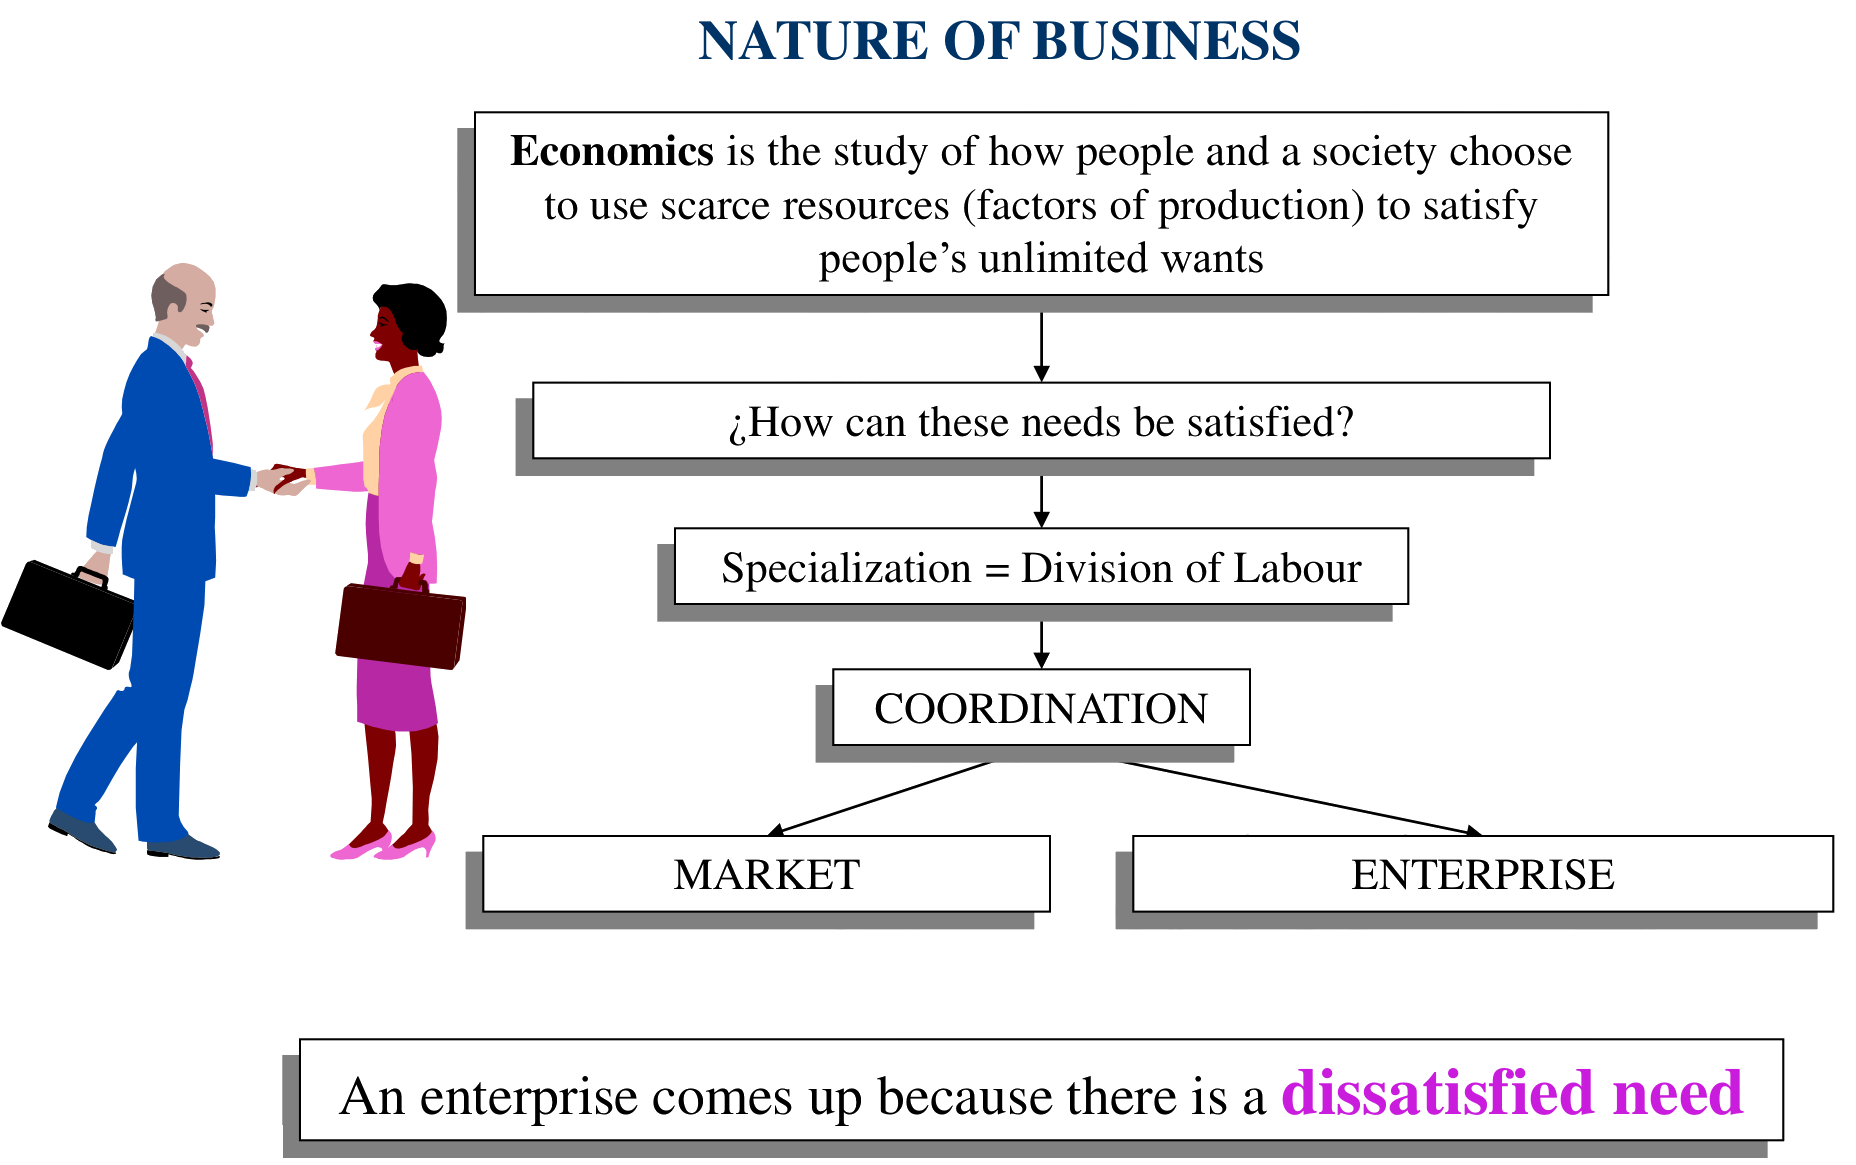 NATURE OF BUSINESS
Economics is the study of how people and a society choose
to use scarce resources (factors of production) to satisfy
people’s unlimited wants
¿How can these needs be satisfied?
Specialization = Division of Labour
COORDINATION
MARKET
ENTERPRISE
An enterprise comes up because there is a dissatisfied need